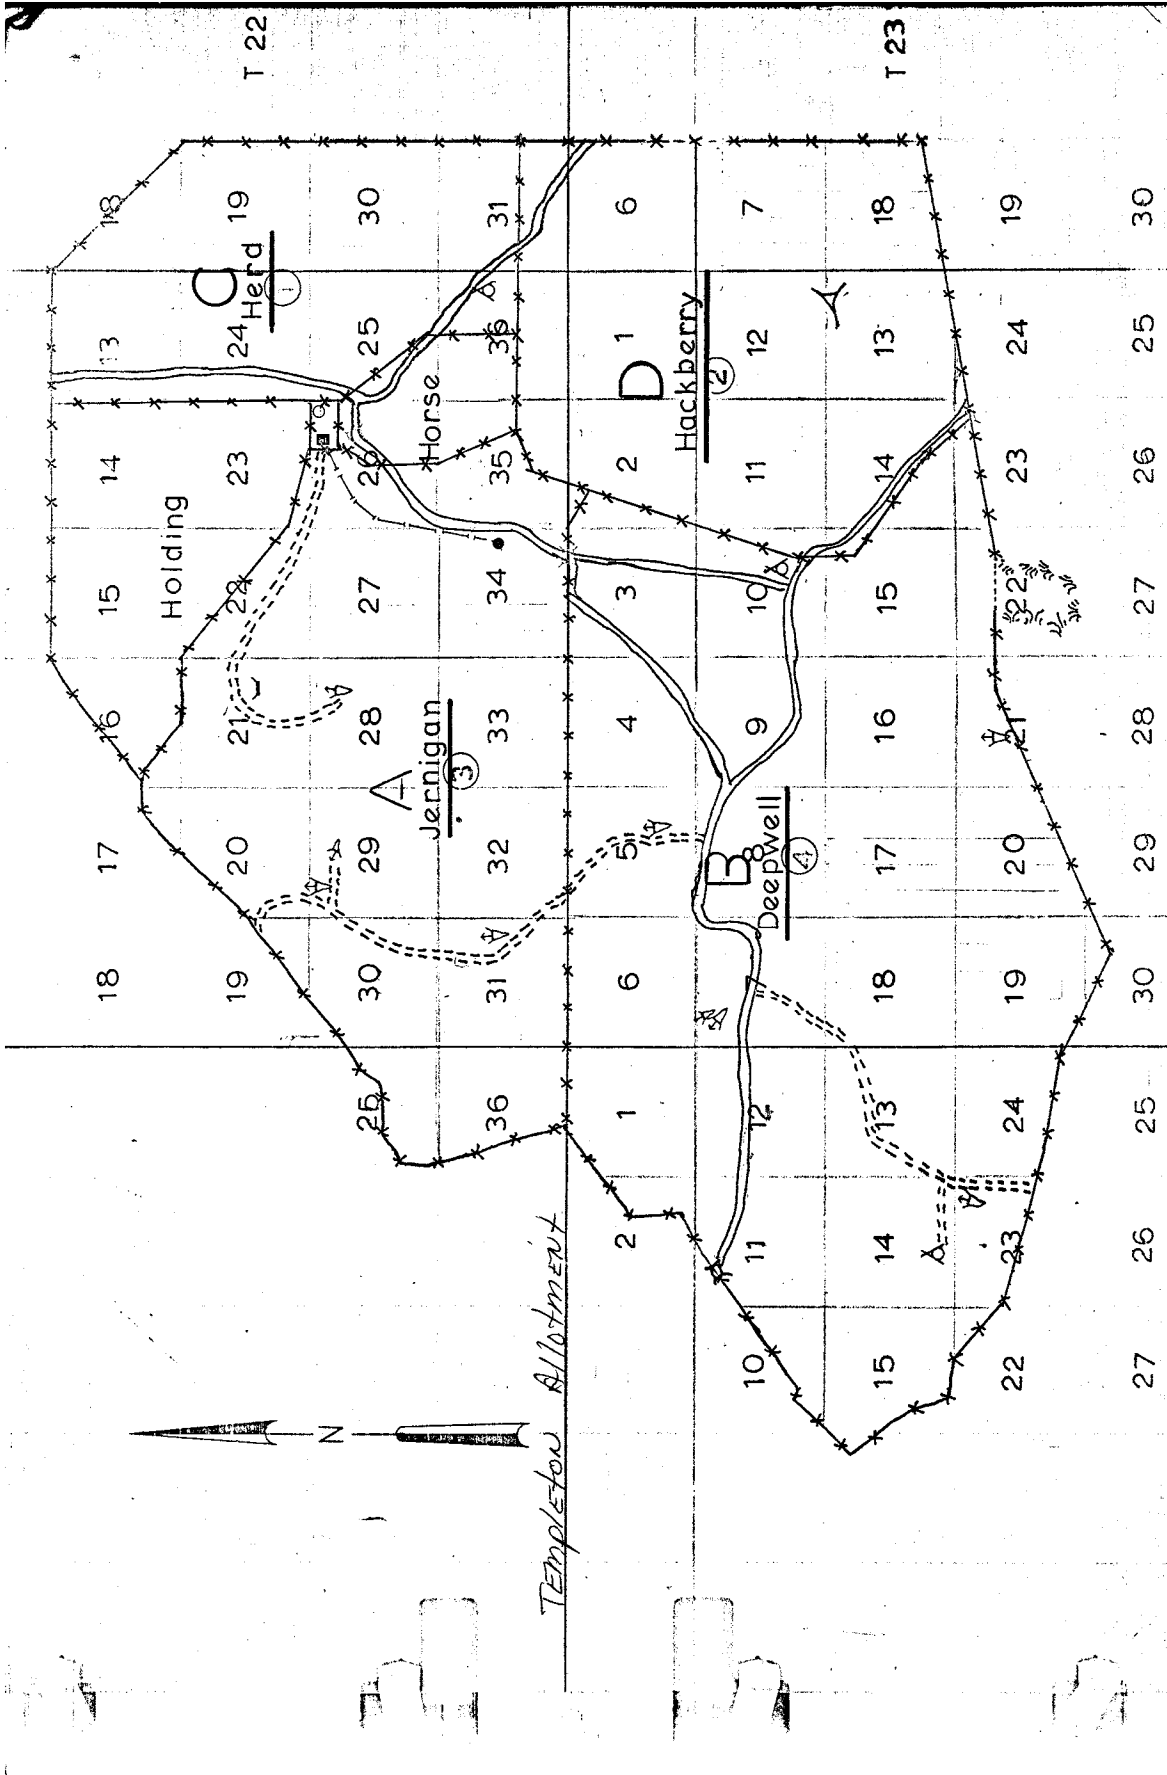 18 17 16 15 14 13 18
Holding
C
19 20 21 22 23 24 19
T 22
Herd
1
N
25 30 29 28 27 26 25 30
A
Jernigan
Horse
3
36 31 32 33 34 35 36 31
Templeton Allotment
2 1 6 5 4 3 2 1 6
D
Hackberry
2
B
10 11 12 9 10 11 12 7
Deepwell
4
15 14 13 18 17 16 15 14 13 18
T 23
22 23 24 19 20 21 22 23 24 19
27 26 25 30 29 28 27 26 25 30